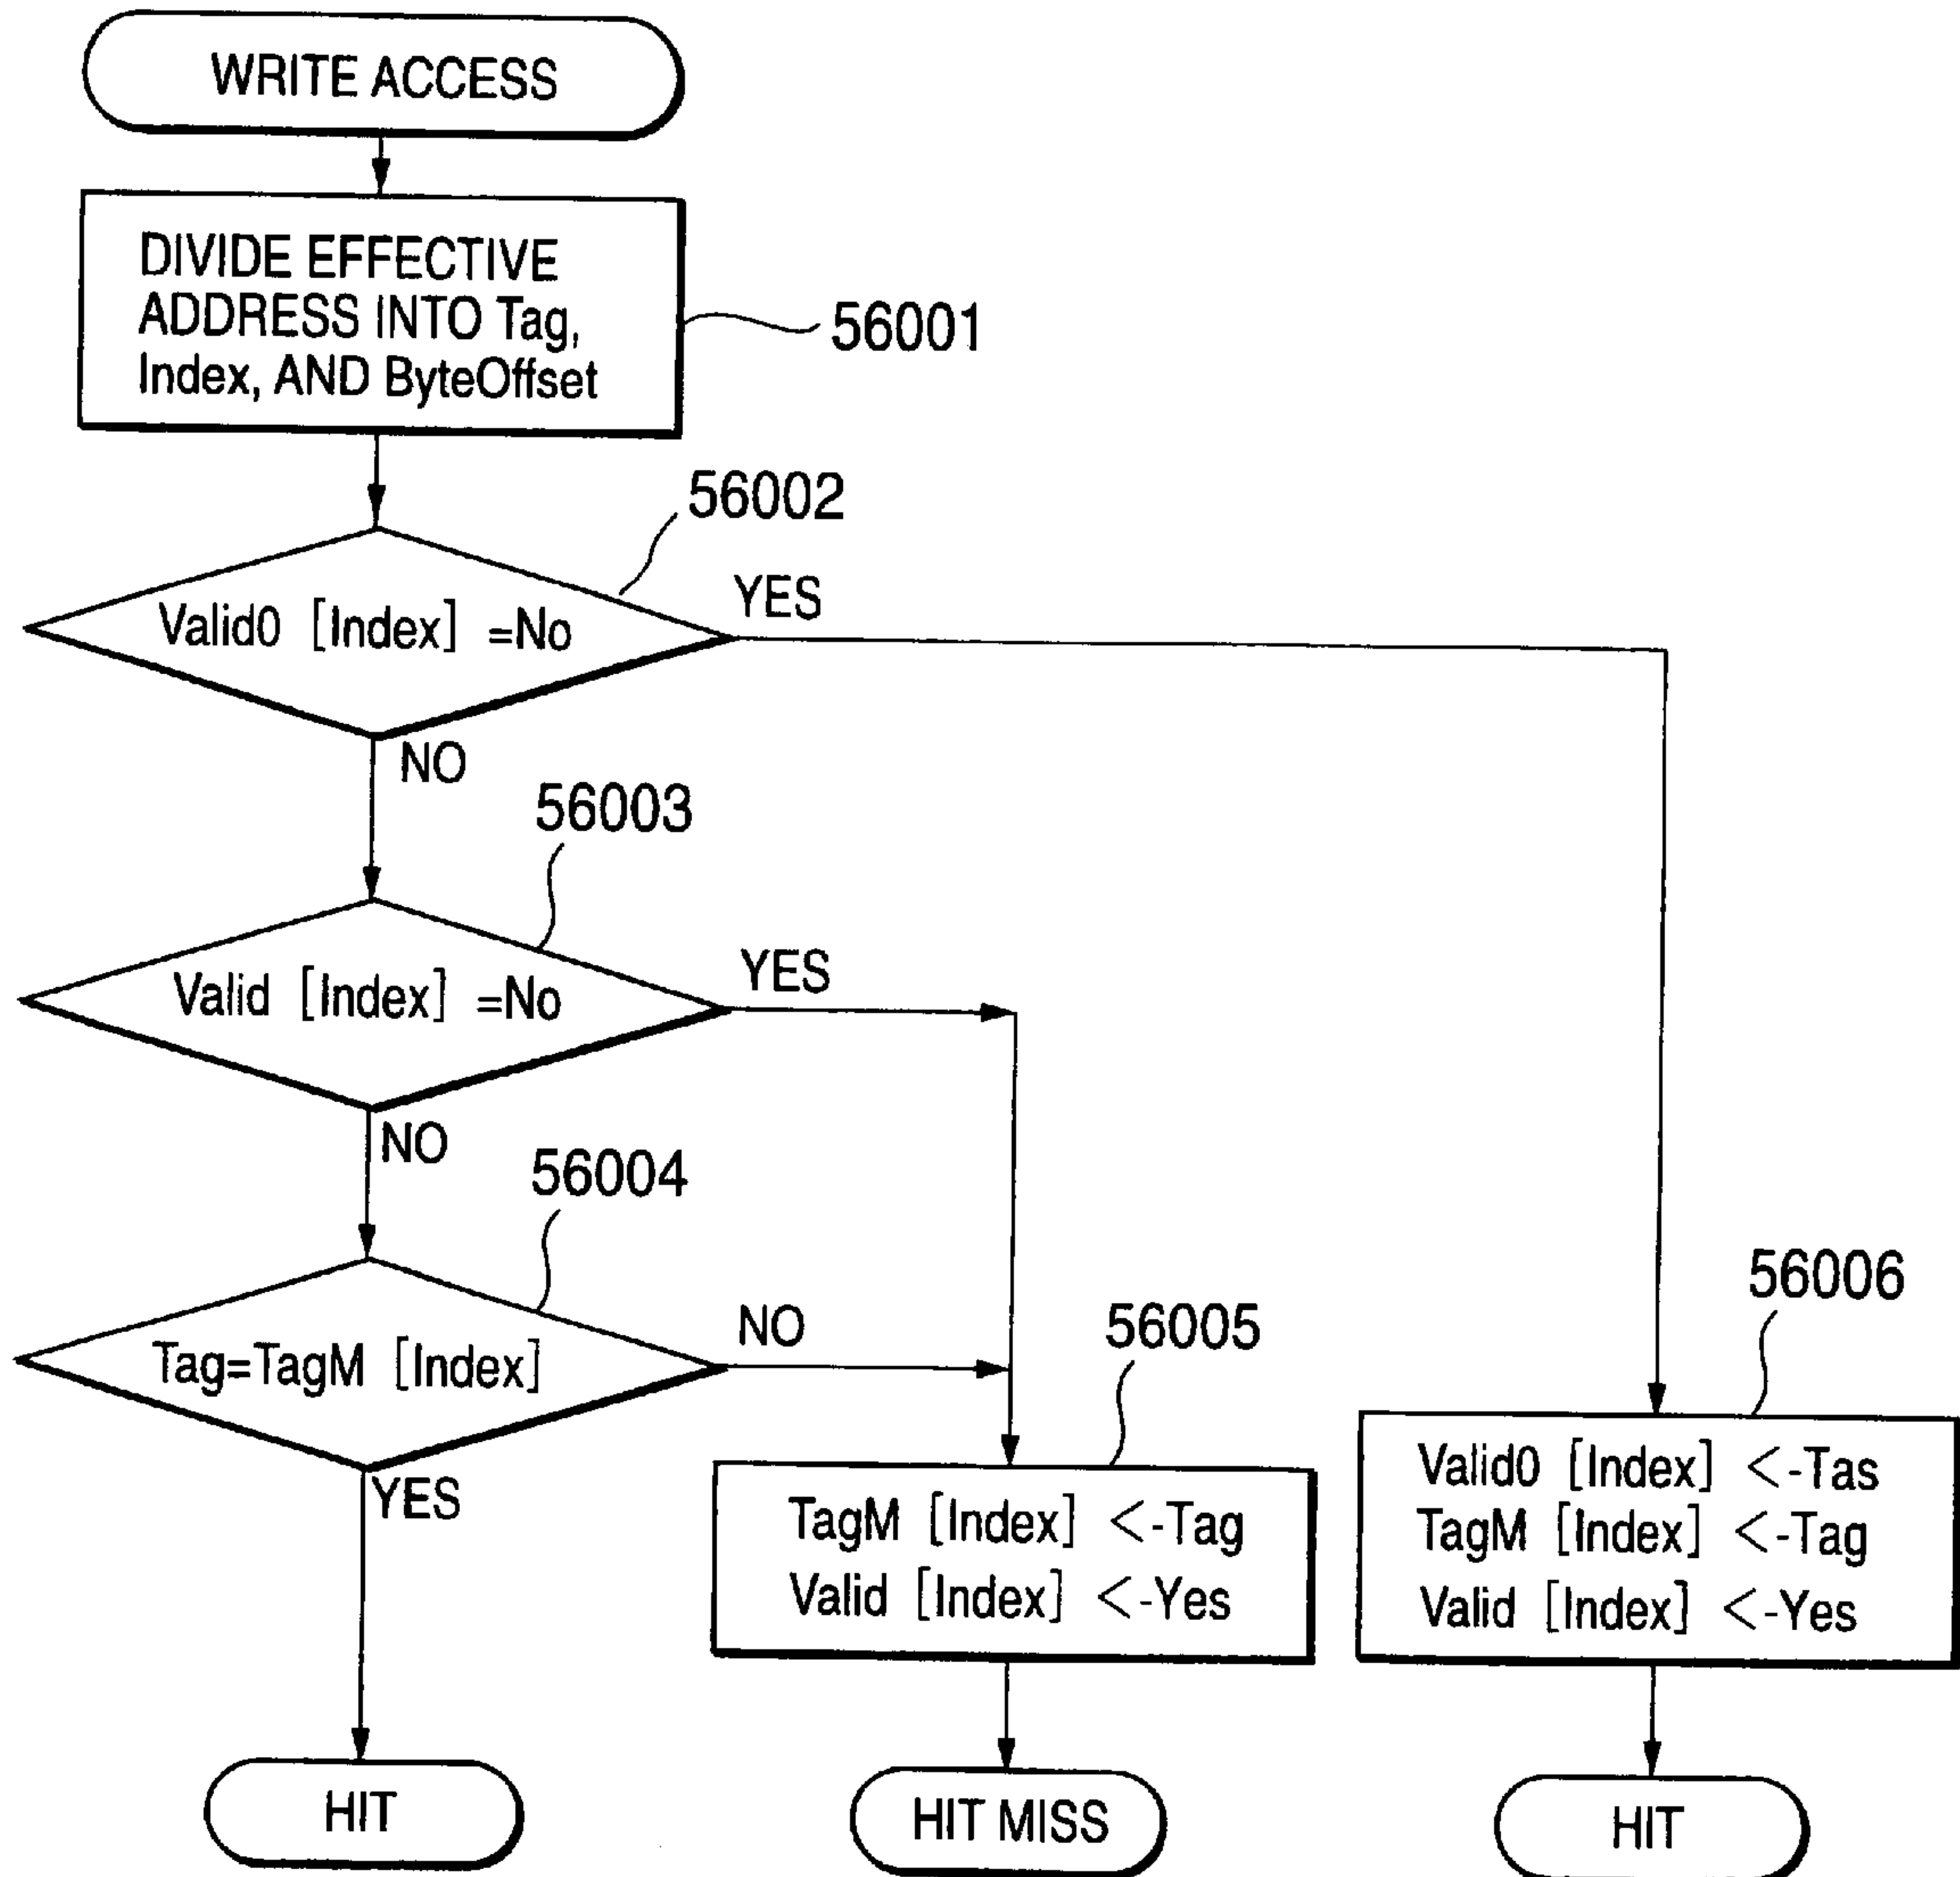 WRITE ACCESS
DIVIDE EFFECTIVE
ADDRESS INTO Tag,
Index, AND ByteOffset
56001
56002
Valid0 [Index] =No
YES
NO
56003
Valid [Index] =No
YES
NO
56004
Tag=TagM [Index]
NO
YES
56005
TagM [Index] <-Tag
Valid [Index] <-Yes
56006
Valid0 [Index] <-Tas
TagM [Index] <-Tag
Valid [Index] <-Yes
HIT
HIT MISS
HIT